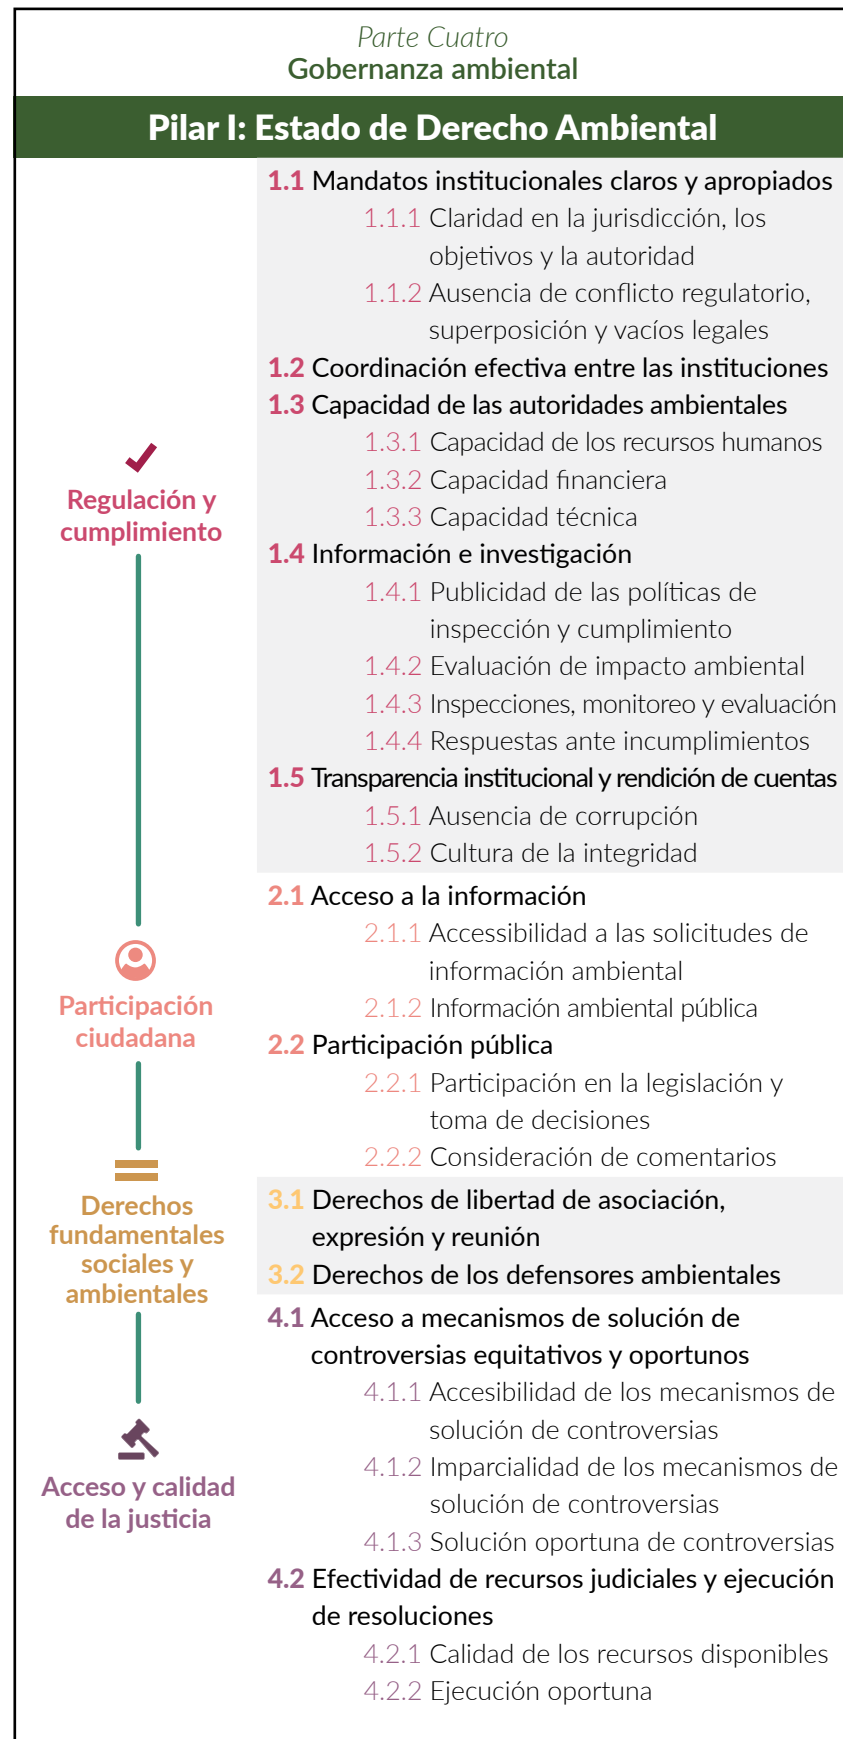 Parte Cuatro
Gobernanza ambiental
Pilar I: Estado de Derecho Ambiental
Regulación y
cumplimiento
1.1 Mandatos institucionales claros y apropiados
1.1.1 Claridad en la jurisdicción, los
objetivos y la autoridad
1.1.2 Ausencia de conflicto regulatorio,
superposición y vacíos legales
1.2 Coordinación efectiva entre las instituciones
1.3 Capacidad de las autoridades ambientales
1.3.1 Capacidad de los recursos humanos
1.3.2 Capacidad financiera
1.3.3 Capacidad técnica
1.4 Información e investigación
1.4.1 Publicidad de las políticas de
inspección y cumplimiento
1.4.2 Evaluación de impacto ambiental
1.4.3 Inspecciones, monitoreo y evaluación
1.4.4 Respuestas ante incumplimientos
1.5 Transparencia institucional y rendición de cuentas
1.5.1 Ausencia de corrupción
1.5.2 Cultura de la integridad
Participación
ciudadana
2.1 Acceso a la información
2.1.1 Accessibilidad a las solicitudes de
información ambiental
2.1.2 Información ambiental pública
2.2 Participación pública
2.2.1 Participación en la legislación y
toma de decisiones
2.2.2 Consideración de comentarios
Derechos
fundamentales
sociales y
ambientales
3.1 Derechos de libertad de asociación,
expresión y reunión
3.2 Derechos de los defensores ambientales
Acceso y calidad
de la justicia
4.1 Acceso a mecanismos de solución de
controversias equitativos y oportunos
4.1.1 Accesibilidad de los mecanismos de
solución de controversias
4.1.2 Imparcialidad de los mecanismos de
solución de controversias
4.1.3 Solución oportuna de controversias
4.2 Efectividad de recursos judiciales y ejecución
de resoluciones
4.2.1 Calidad de los recursos disponibles
4.2.2 Ejecución oportuna